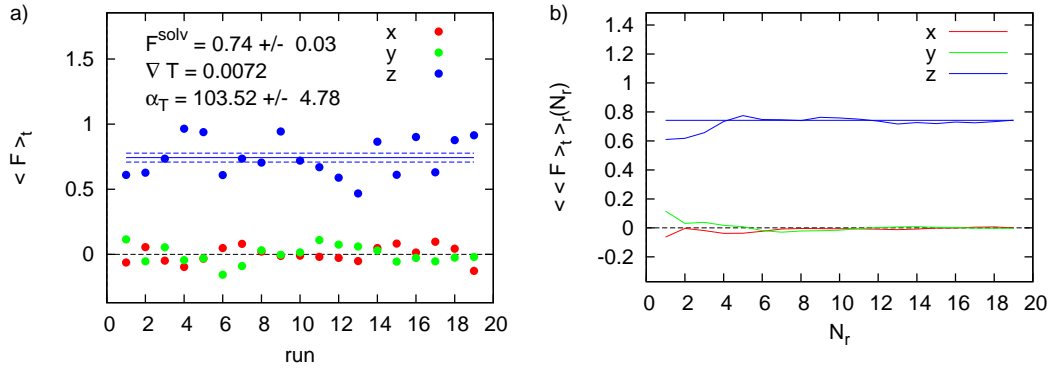 a)
F^solv = 0.74 +/- 0.03
∇ T = 0.0072
α_T = 103.52 +/- 4.78
x
y
z
1.5
1
0.5
0
< F >_t
0 2 4 6 8 10 12 14 16 18 20
run
b)
x
y
z
1.4
1.2
1
0.8
0.6
0.4
0.2
0
-0.2
< < F >_t >_r(N_r)
0 2 4 6 8 10 12 14 16 18 20
N_r